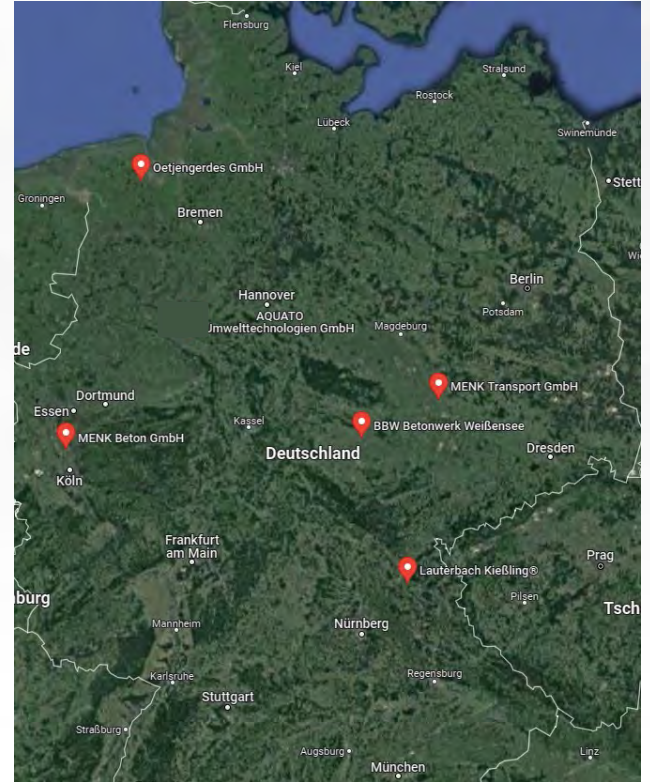 Flensburg
Kiel
Stralsund
Rostock
Lübeck
Swinemünde
Oetjengerdes GmbH
Stett
Groningen
Bremen
Wi
Berlin
Hannover
Potsdam
AQUATO
Jmwelttechnologien GmbH
Magdeburg
de
MENK Transport GmbH
Dortmund
Essen
Kassel
BBW Betonwerk Weißensee
MENK Beton GmbH
Deutschland
Dresden
Köln
Frankfurt
am Main
Prag
Lauterbach Kießling®
burg
Pilsen
Tsch
Mannheim
Nürnberg
Karlsruhe
Regensburg
Stuttgart
Straßburg
Augsburg
Linz
München